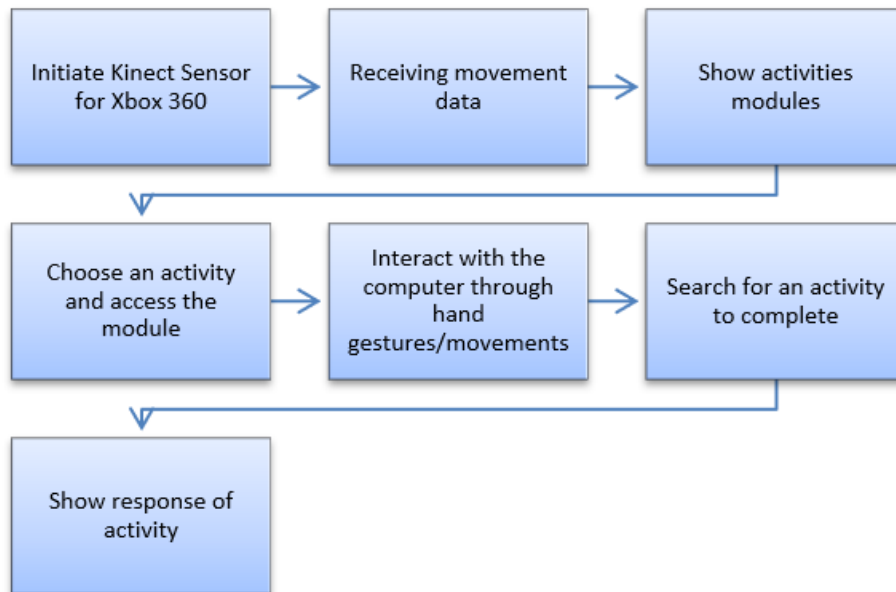 Initiate Kinect Sensor
for Xbox 360
Receiving movement
data
Show activities
modules
Choose an activity
and access the
module
Interact with the
computer through
hand
gestures/movements
Search for an activity
to complete
Show response of
activity